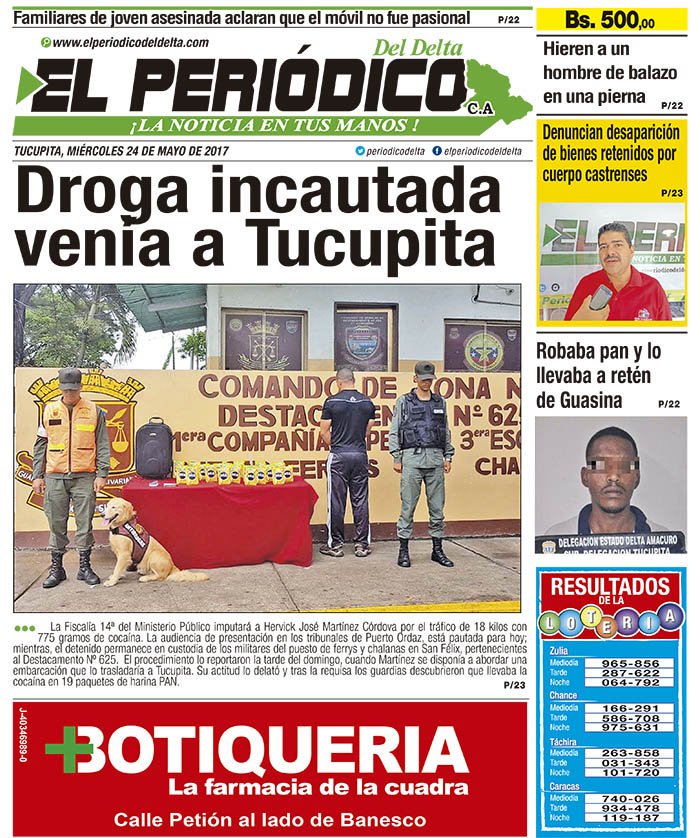 Familiares de joven asesinada aclaran que el móvil no fue pasional P/22
www.elperiodicodeldelta.com
Del Delta
EL PERIÓDICO C.A
¡LA NOTICIA EN TUS MANOS !
TUCUPITA, MIÉRCOLES 24 DE MAYO DE 2017 periodicodelta elperiodicodeldelta
Bs. 500,00
Hieren a un
hombre de balazo
en una pierna
P/22
Denuncian desaparición
de bienes retenidos por
cuerpo castrenses
P/23
EL PERIÓ
NOTICIA EN TUS
Droga incautada
venía a Tucupita
COMANDO DE ZONA N
DESTAC Nº 625
1era COMPAÑÍA 3era ESC
CHA
Robaba pan y lo
llevaba a retén
de Guasina
P/22
DELEGACION ESTADO DELTA AMACURO
SUB DELEGACION TUCUPITA
La Fiscalía 14ª del Ministerio Público imputará a Hervick José Martínez Córdova por el tráfico de 18 kilos con
775 gramos de cocaína. La audiencia de presentación en los tribunales de Puerto Ordaz, está pautada para hoy;
mientras, el detenido permanece en custodia de los militares del puesto de ferrys y chalanas en San Félix, pertenecientes
al Destacamento Nº 625. El procedimiento lo reportaron la tarde del domingo, cuando Martínez se disponía a abordar una
embarcación que lo trasladaría a Tucupita. Su actitud lo delató y tras la requisa los guardias descubrieron que llevaba la
cocaína en 19 paquetes de harina PAN.
P/23
J-40346989-0
BOTIQUERIA
La farmacia de la cuadra
Calle Petión al lado de Banesco
RESULTADOS
DE LA
LOTERIA
Zulia
Mediodía 965-856
Tarde 287-622
Noche 064-792
Chance
Mediodía 166-291
Tarde 586-708
Noche 975-631
Táchira
Mediodía 263-858
Tarde 031-343
Noche 101-720
Caracas
Mediodía 740-026
Tarde 934-478
Noche 119-187